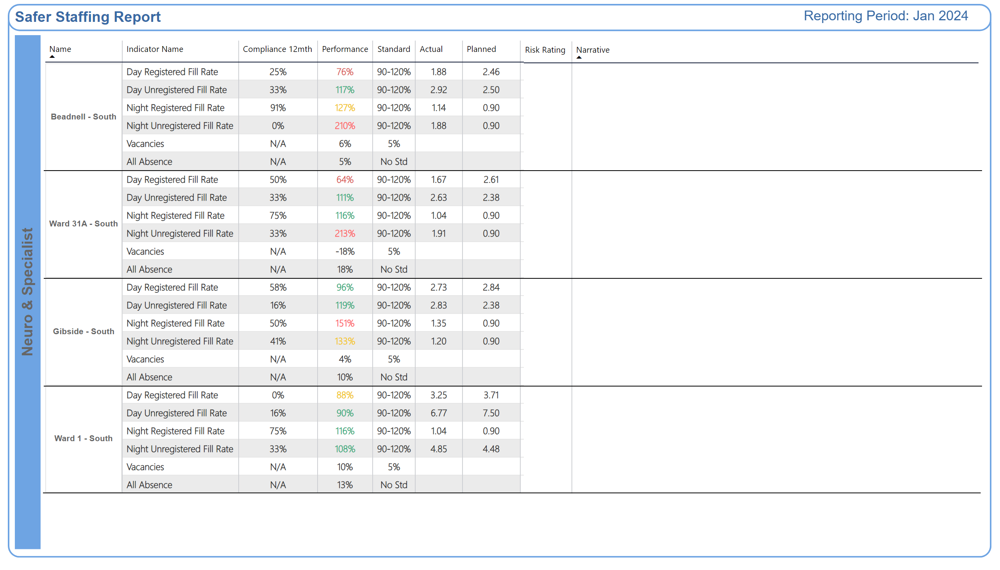 Safer Staffing Report
Reporting Period: Jan 2024
Neuro & Specialist
Name Indicator Name Compliance 12mth Performance Standard Actual Planned Risk Rating Narrative
Beadnell - South
Day Registered Fill Rate 25% 76% 90-120% 1.88 2.46
Day Unregistered Fill Rate 33% 117% 90-120% 2.92 2.50
Night Registered Fill Rate 91% 127% 90-120% 1.14 0.90
Night Unregistered Fill Rate 0% 210% 90-120% 1.88 0.90
Vacancies N/A 6% 5%
All Absence N/A 5% No Std
Ward 31A - South
Day Registered Fill Rate 50% 64% 90-120% 1.67 2.61
Day Unregistered Fill Rate 33% 111% 90-120% 2.63 2.38
Night Registered Fill Rate 75% 116% 90-120% 1.04 0.90
Night Unregistered Fill Rate 33% 213% 90-120% 1.91 0.90
Vacancies N/A -18% 5%
All Absence N/A 18% No Std
Gibside - South
Day Registered Fill Rate 58% 96% 90-120% 2.73 2.84
Day Unregistered Fill Rate 16% 119% 90-120% 2.83 2.38
Night Registered Fill Rate 50% 151% 90-120% 1.35 0.90
Night Unregistered Fill Rate 41% 133% 90-120% 1.20 0.90
Vacancies N/A 4% 5%
All Absence N/A 10% No Std
Ward 1 - South
Day Registered Fill Rate 0% 88% 90-120% 3.25 3.71
Day Unregistered Fill Rate 16% 90% 90-120% 6.77 7.50
Night Registered Fill Rate 75% 116% 90-120% 1.04 0.90
Night Unregistered Fill Rate 33% 108% 90-120% 4.85 4.48
Vacancies N/A 10% 5%
All Absence N/A 13% No Std